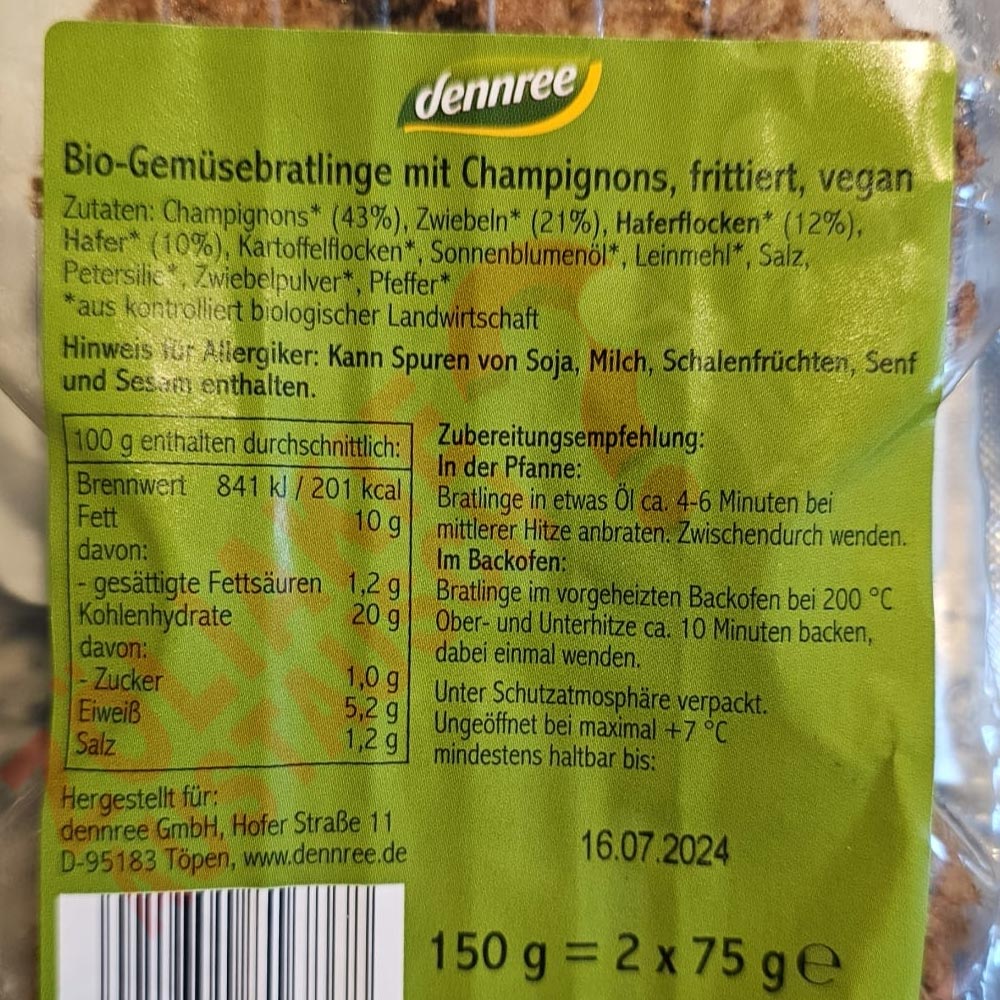 dennree
Bio-Gemüsebratlinge mit Champignons, frittiert, vegan
Zutaten: Champignons* (43%), Zwiebeln* (21%), Haferflocken* (12%),
Hafer* (10%), Kartoffelflocken*, Sonnenblumenöl*, Leinmehl*, Salz,
Petersilie*, Zwiebelpulver*, Pfeffer*
*aus kontrolliert biologischer Landwirtschaft
Hinweis für Allergiker: Kann Spuren von Soja, Milch, Schalenfrüchten, Senf
und Sesam enthalten.
100 g enthalten durchschnittlich:
Brennwert 841 kJ / 201 kcal
Fett 10 g
davon:
- gesättigte Fettsäuren 1,2 g
Kohlenhydrate 20 g
davon:
- Zucker 1,0 g
Eiweiß 5,2 g
Salz 1,2 g
Zubereitungsempfehlung:
In der Pfanne:
Bratlinge in etwas Öl ca. 4-6 Minuten bei
mittlerer Hitze anbraten. Zwischendurch wenden.
Im Backofen:
Bratlinge im vorgeheizten Backofen bei 200 °C
Ober- und Unterhitze ca. 10 Minuten backen,
dabei einmal wenden.
Unter Schutzatmosphäre verpackt.
Ungeöffnet bei maximal +7 °C
mindestens haltbar bis:
16.07.2024
Hergestellt für:
dennree GmbH, Hofer Straße 11
D-95183 Töpen, www.dennree.de
150 g = 2 x 75 g e